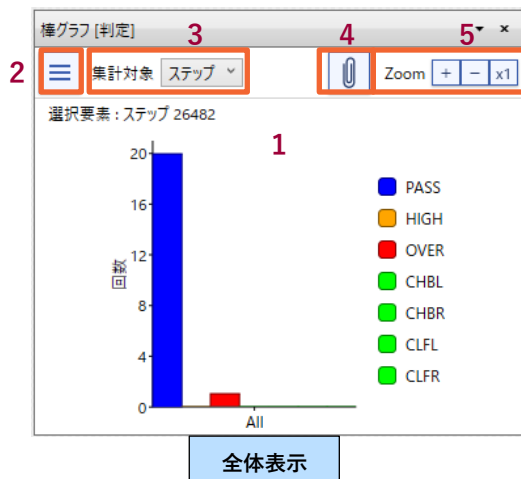 棒グラフ [判定]
3
4
5
2
集計対象 ステップ
Zoom + − x1
選択要素 : ステップ 26482
1
20
16
12
8
4
0
回数
All
PASS
HIGH
OVER
CHBL
CHBR
CLFL
CLFR
全体表示